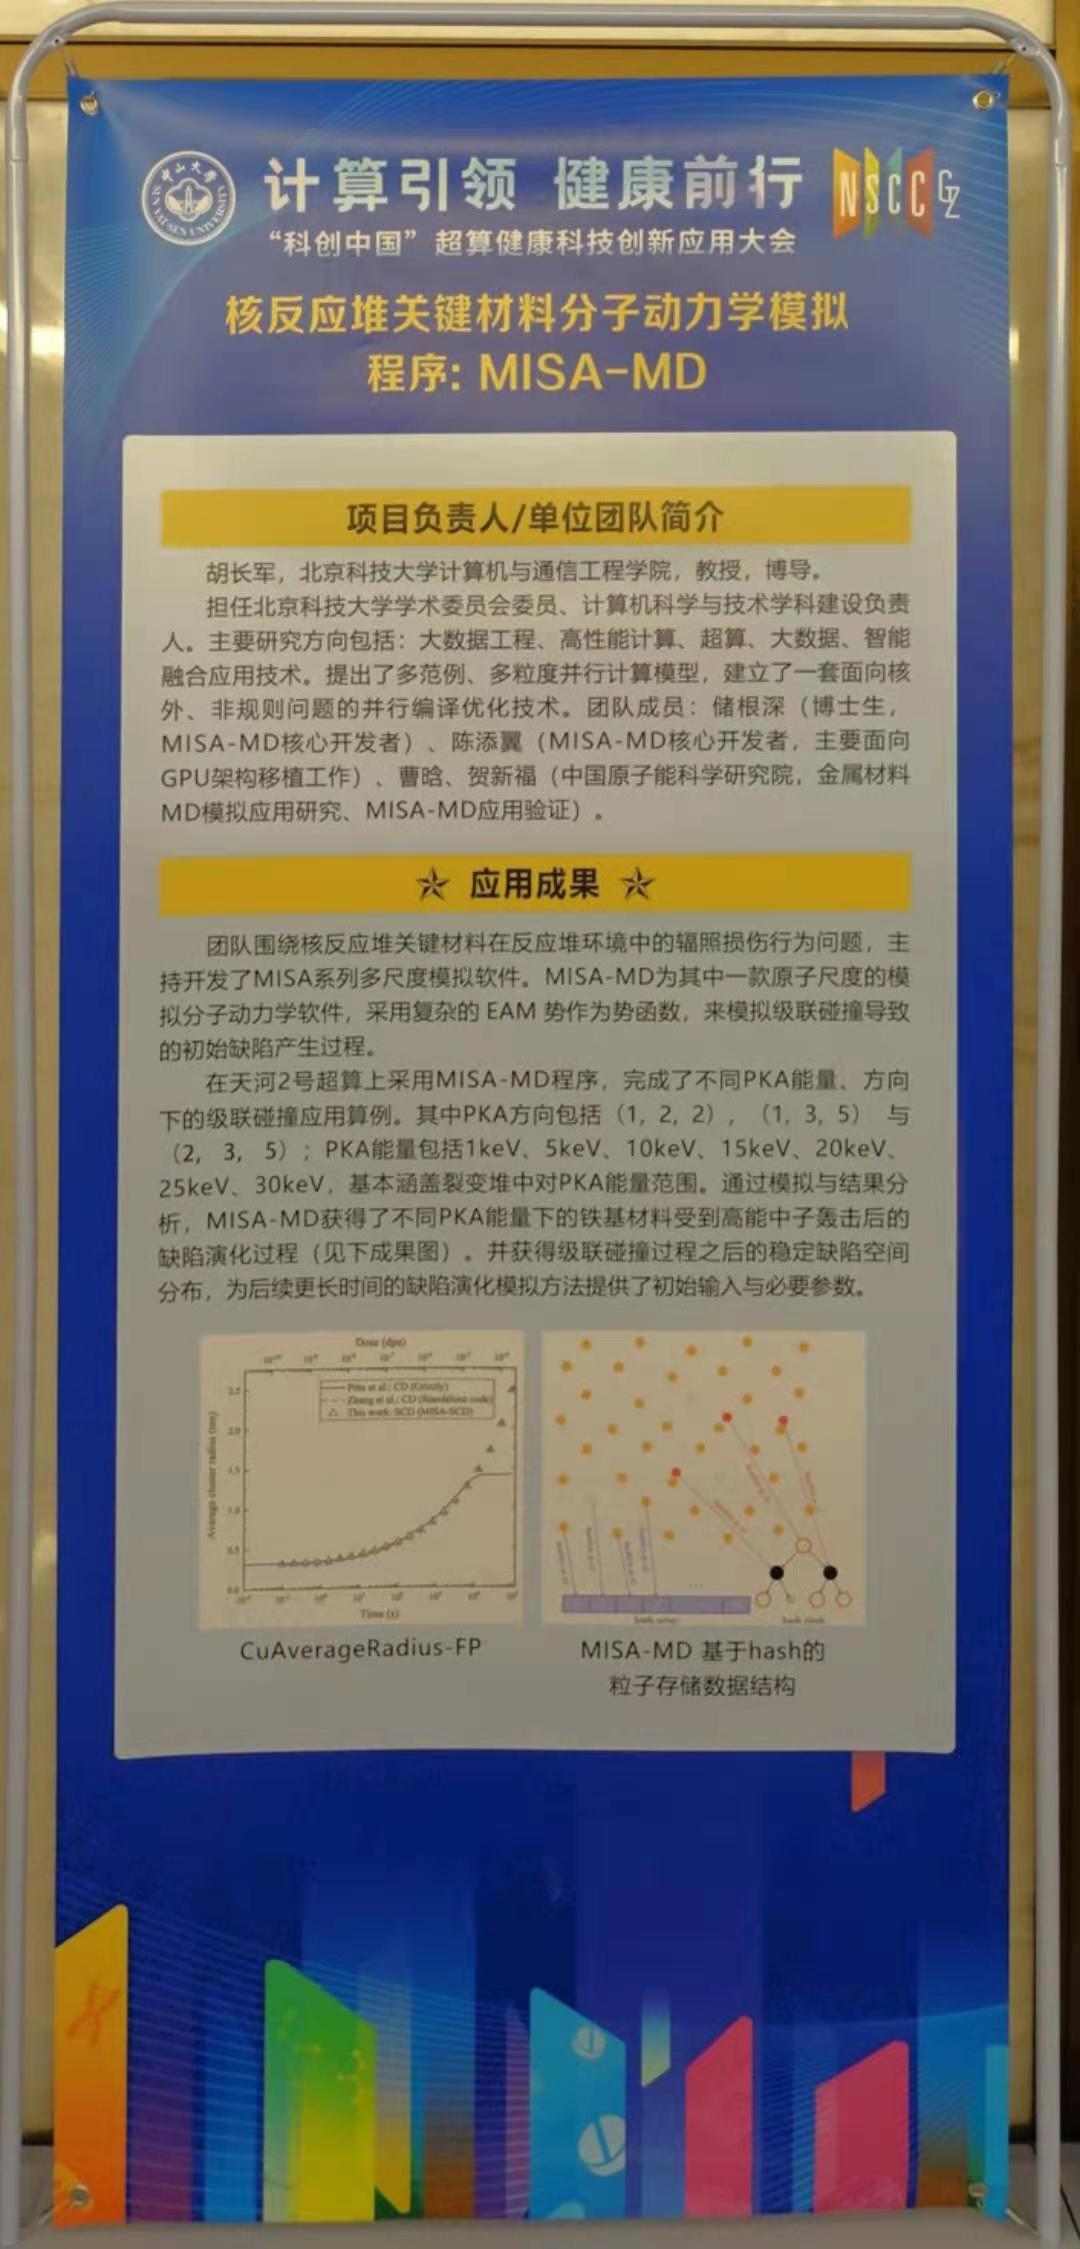 中山大学
SUN YAT-SEN UNIVERSITY
计算引领 健康前行
NSCC GZ
“科创中国”超算健康科技创新应用大会
核反应堆关键材料分子动力学模拟
程序: MISA-MD
项目负责人/单位团队简介
胡长军，北京科技大学计算机与通信工程学院，教授，博导。
担任北京科技大学学术委员会委员、计算机科学与技术学科建设负责
人。主要研究方向包括：大数据工程、高性能计算、超算、大数据、智能
融合应用技术。提出了多范例、多粒度并行计算模型，建立了一套面向核
外、非规则问题的并行编译优化技术。团队成员：储根深（博士生，
MISA-MD核心开发者）、陈添翼（MISA-MD核心开发者，主要面向
GPU架构移植工作）、曹晗、贺新福（中国原子能科学研究院，金属材料
MD模拟应用研究、MISA-MD应用验证）。
应用成果
团队围绕核反应堆关键材料在反应堆环境中的辐照损伤行为问题，主
持开发了MISA系列多尺度模拟软件。MISA-MD为其中一款原子尺度的模
拟分子动力学软件，采用复杂的 EAM 势作为势函数，来模拟级联碰撞导致
的初始缺陷产生过程。
在天河2号超算上采用MISA-MD程序，完成了不同PKA能量、方向
下的级联碰撞应用算例。其中PKA方向包括（1, 2, 2），（1, 3, 5） 与
（2, 3, 5）；PKA能量包括1keV、5keV、10keV、15keV、20keV、
25keV、30keV，基本涵盖裂变堆中对PKA能量范围。通过模拟与结果分
析，MISA-MD获得了不同PKA能量下的铁基材料受到高能中子轰击后的
缺陷演化过程（见下成果图）。并获得级联碰撞过程之后的稳定缺陷空间
分布，为后续更长时间的缺陷演化模拟方法提供了初始输入与必要参数。
Dose (dpa)
Pitts et al.: CD (Grizzly)
Zhang et al.: CD (Standalone code)
This work: SCD (MISA-SCD)
Average cluster radius (nm)
2.5
2.0
1.5
1.0
0.5
0.0
Time (s)
CuAverageRadius-FP
MISA-MD 基于hash的
粒子存储数据结构